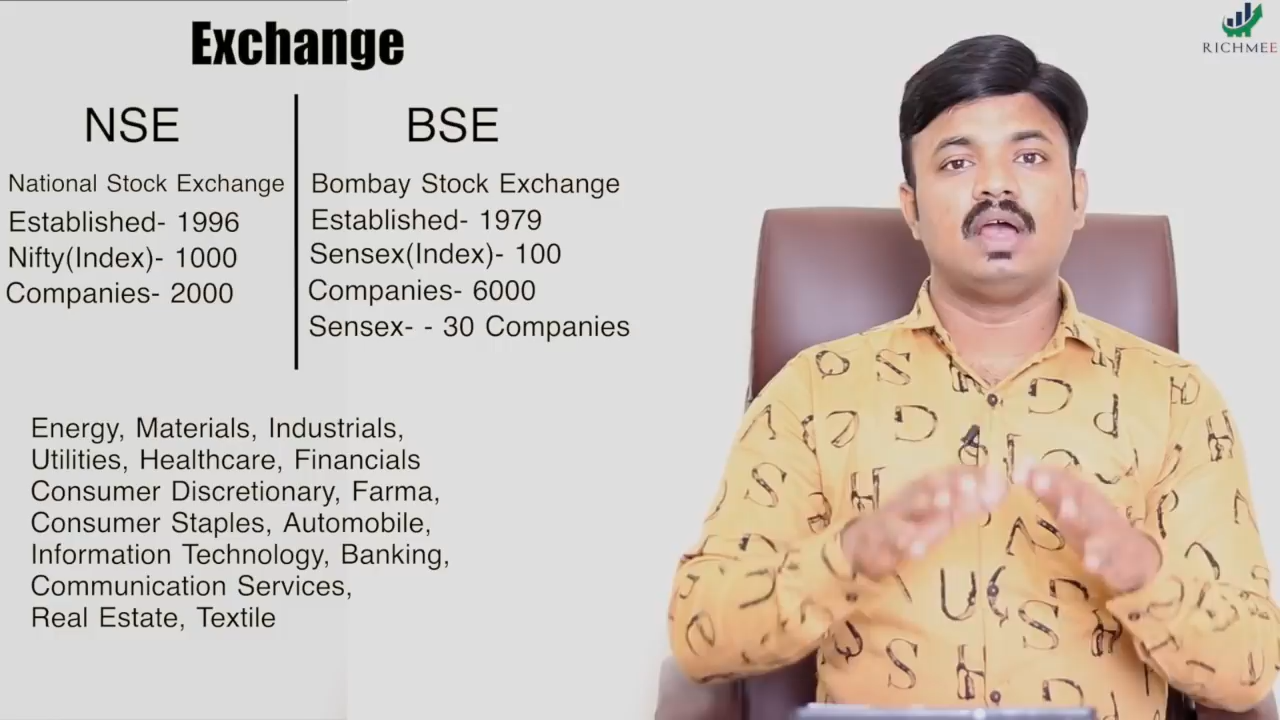 Exchange
NSE
National Stock Exchange
Established- 1996
Nifty(Index)- 1000
Companies- 2000
BSE
Bombay Stock Exchange
Established- 1979
Sensex(Index)- 100
Companies- 6000
Sensex- - 30 Companies
Energy, Materials, Industrials,
Utilities, Healthcare, Financials
Consumer Discretionary, Farma,
Consumer Staples, Automobile,
Information Technology, Banking,
Communication Services,
Real Estate, Textile
RICHMEE